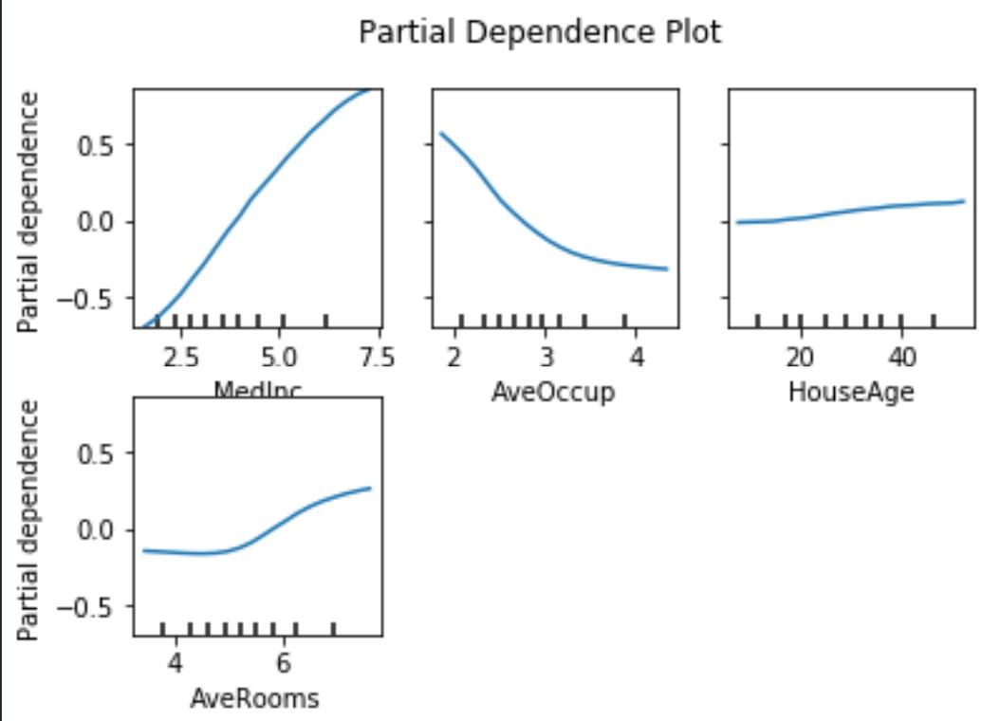 Partial Dependence Plot
Partial dependence
0.5
0.0
−0.5
2.5 5.0 7.5
MedInc
2 3 4
AveOccup
20 40
HouseAge
Partial dependence
0.5
0.0
−0.5
4 6
AveRooms